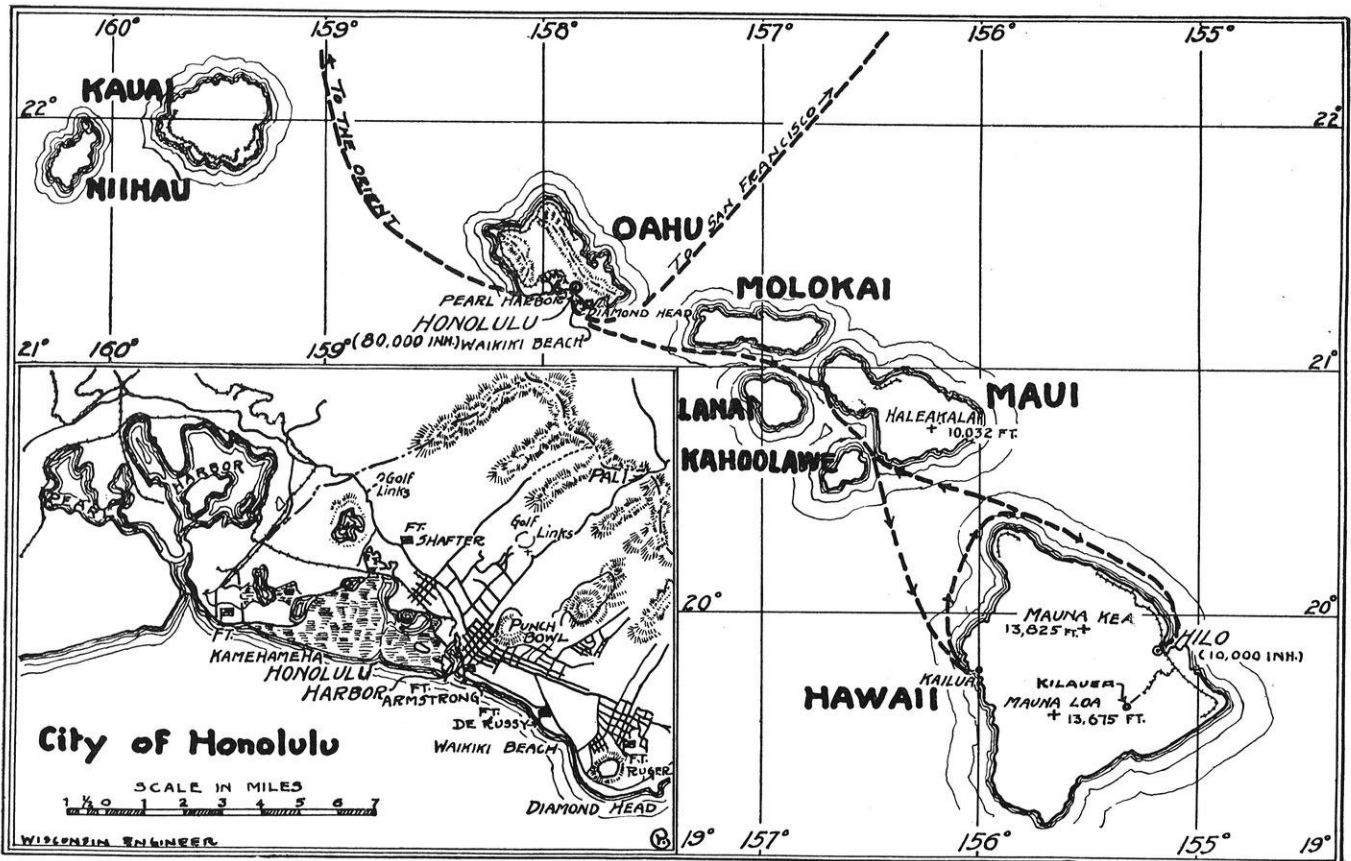 160° 159° 158° 157° 156° 155°
KAUAI
22° 22°
NIIHAU
← TO THE ORIENT
TO SAN FRANCISCO →
OAHU
PEARL HARBOR
DIAMOND HEAD
HONOLULU
(80,000 INH.) WAIKIKI BEACH
MOLOKAI
21° 160° 159° 21°
LANAI
MAUI
HALEAKALA
+ 10,032 FT.
KAHOOLAWE
20° 20°
MAUNA KEA
13,825 FT. +
HILO
(10,000 INH.)
KAILUA
HAWAII
KILAUEA
MAUNA LOA
+ 13,675 FT.
19° 157° 156° 155° 19°
PEARL
HARBOR
Golf
Links
FT.
SHAFTER
Golf
Links
PALI
PUNCH
BOWL
FT.
KAMEHAMEHA
HONOLULU
HARBOR
FT.
ARMSTRONG
FT.
DE RUSSY
WAIKIKI BEACH
FT.
RUGER
DIAMOND HEAD
City of Honolulu
SCALE IN MILES
1 ½ 0 1 2 3 4 5 6 7
WISCONSIN ENGINEER